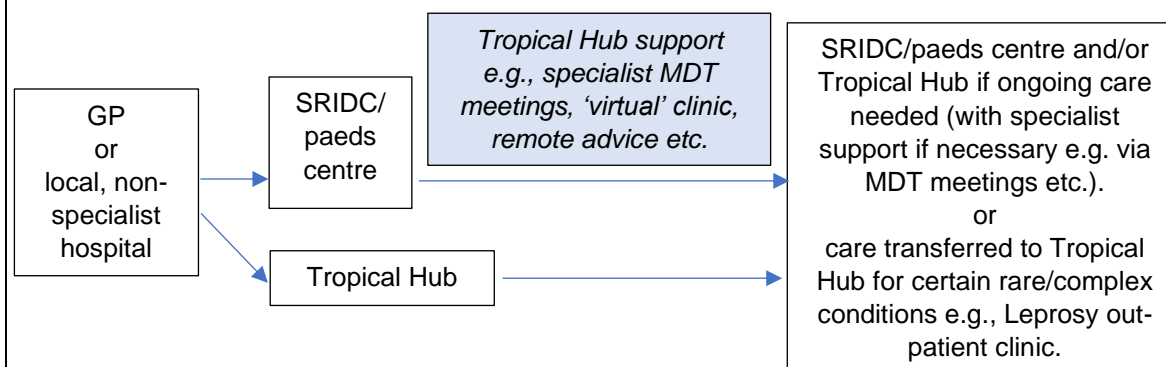 GP
or
local, non-
specialist
hospital
SRIDC/
paeds
centre
Tropical Hub support
e.g., specialist MDT
meetings, ‘virtual’ clinic,
remote advice etc.
Tropical Hub
SRIDC/paeds centre and/or
Tropical Hub if ongoing care
needed (with specialist
support if necessary e.g. via
MDT meetings etc.).
or
care transferred to Tropical
Hub for certain rare/complex
conditions e.g., Leprosy out-
patient clinic.